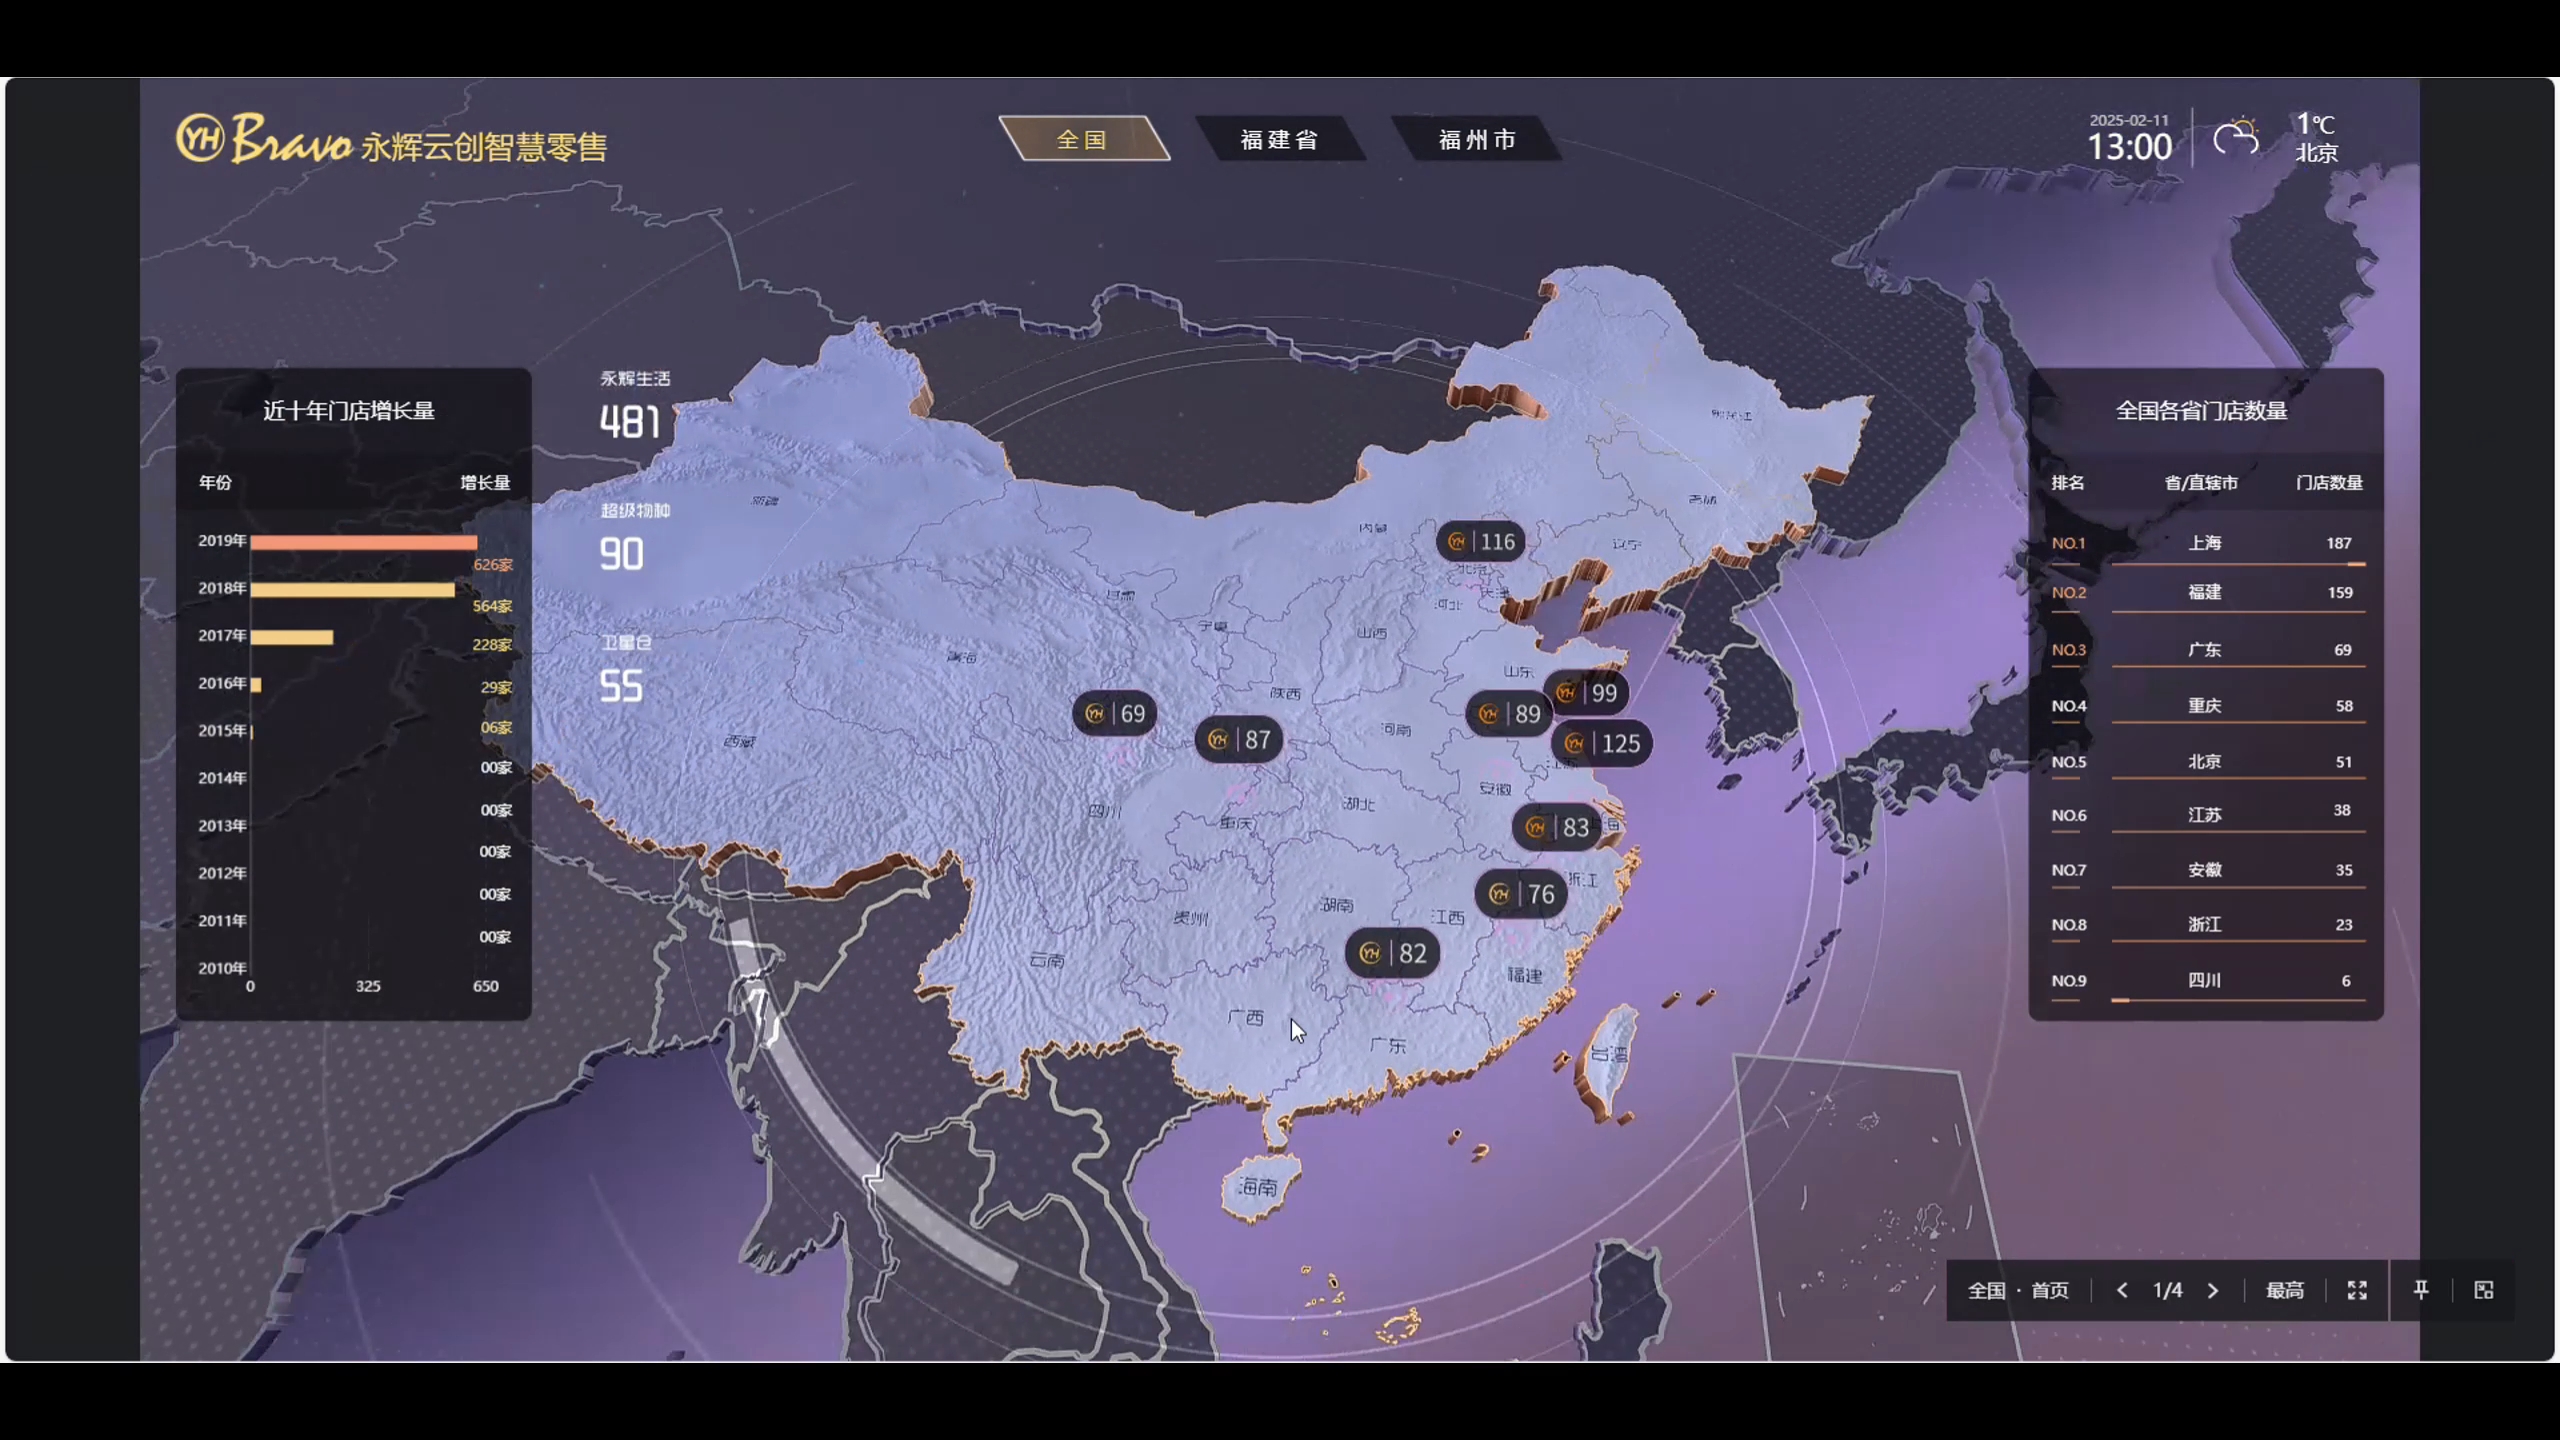 YH Bravo 永辉云创智慧零售
全国
福建省
福州市
2025-02-11
13:00
1℃
北京
近十年门店增长量
年份 增长量
2019年
626家
2018年
564家
2017年
228家
2016年
29家
2015年
06家
2014年
00家
2013年
00家
2012年
00家
2011年
00家
2010年
00家
0 325 650
永辉生活
481
超级物种
90
卫星仓
55
新疆
西藏
青海
甘肃
宁夏
内蒙
吉林
辽宁
北京
天津
河北
山西
山东
陕西
河南
江苏
安徽
湖北
四川
重庆
浙江
湖南
江西
贵州
云南
福建
广西
广东
台湾
海南
YH 116
YH 99
YH 69
YH 89
YH 87
YH 125
YH 83
YH 76
YH 82
全国各省门店数量
排名 省/直辖市 门店数量
NO.1 上海 187
NO.2 福建 159
NO.3 广东 69
NO.4 重庆 58
NO.5 北京 51
NO.6 江苏 38
NO.7 安徽 35
NO.8 浙江 23
NO.9 四川 6
全国 · 首页
1/4
最高